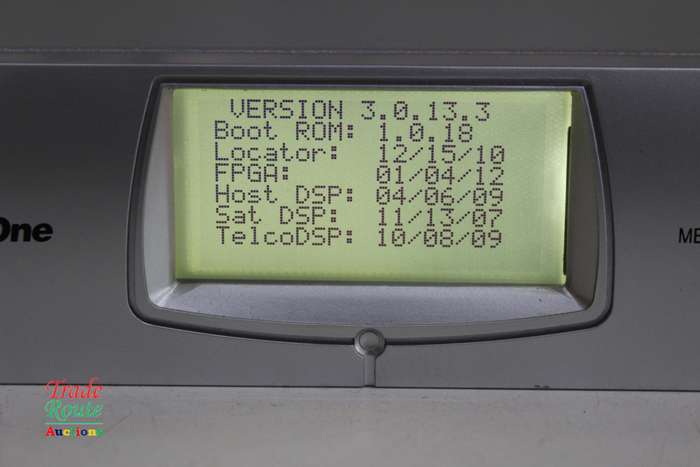 VERSION 3.0.13.3
Boot ROM: 1.0.18
Locator: 12/15/10
FPGA: 01/04/12
Host DSP: 04/06/09
Sat DSP: 11/13/07
TelcoDSP: 10/08/09
One
ME
Trade
Route
Auctions